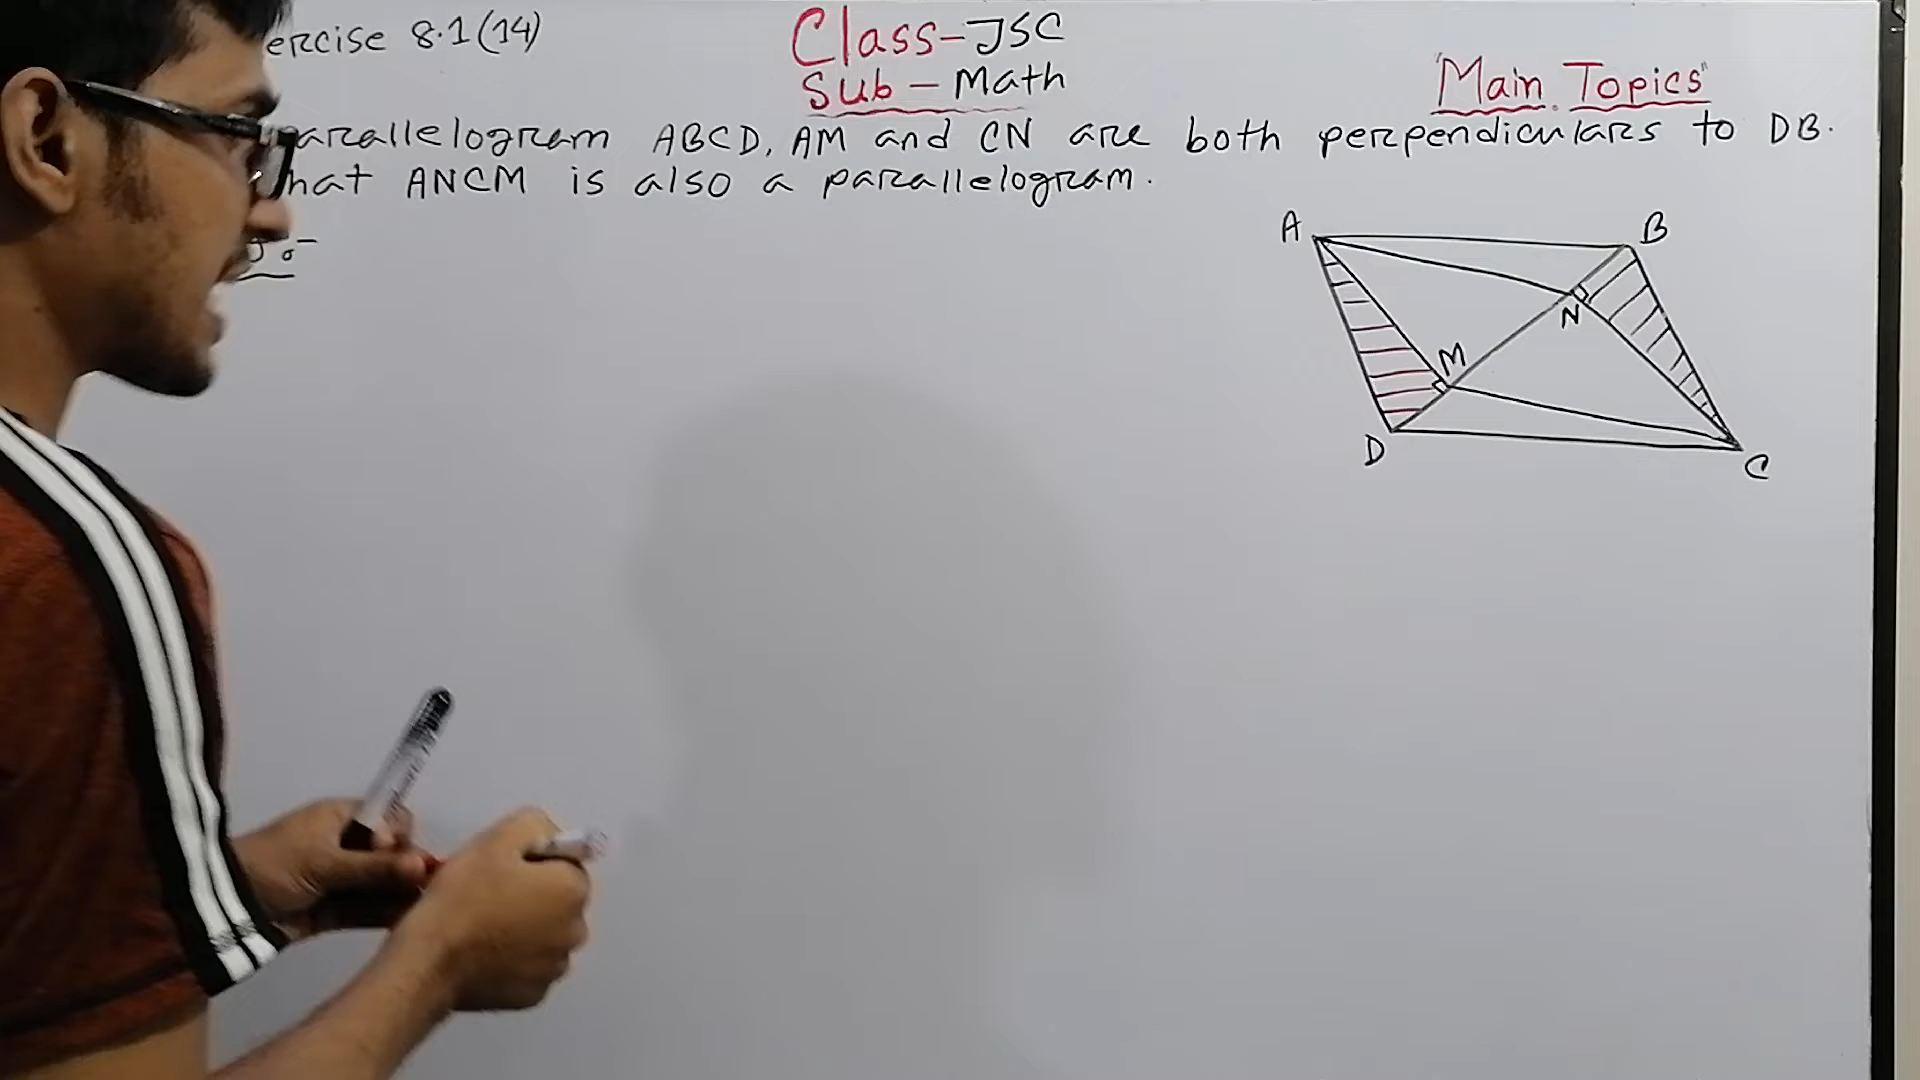 ercise 8.1(14)
Class-JSC
Sub-Math
"Main Topics"
arallelogram ABCD, AM and CN are both perpendiculars to DB.
hat ANCM is also a parallelogram.
A
B
N
M
D
C